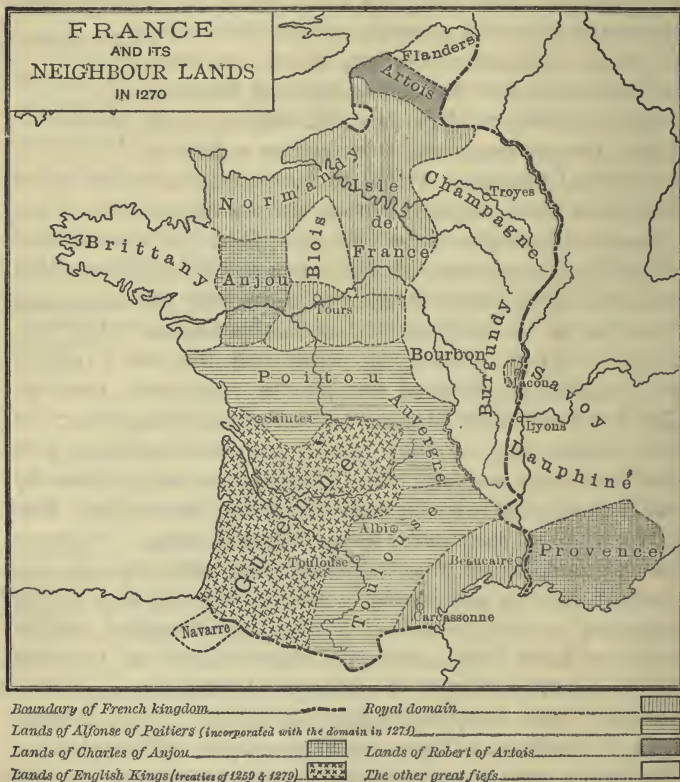 FRANCE
AND ITS
NEIGHBOUR LANDS
IN 1270
Flanders
Artois
Normandy
Isle
de
France
Champagne
Troyes
Brittany
Anjou
Blois
Tours
Bourbon
Burgundy
Macon
Savoy
Poitou
Saintes
Auvergne
Lyons
Dauphiné
Guienne
Albi
Toulouse
Toulouse
Beaucaire
Provence
Carcassonne
Navarre
Boundary of French kingdom
Royal domain
Lands of Alfonse of Poitiers (incorporated with the domain in 1271)
Lands of Charles of Anjou
Lands of Robert of Artois
Lands of English Kings (treaties of 1259 & 1279)
The other great fiefs